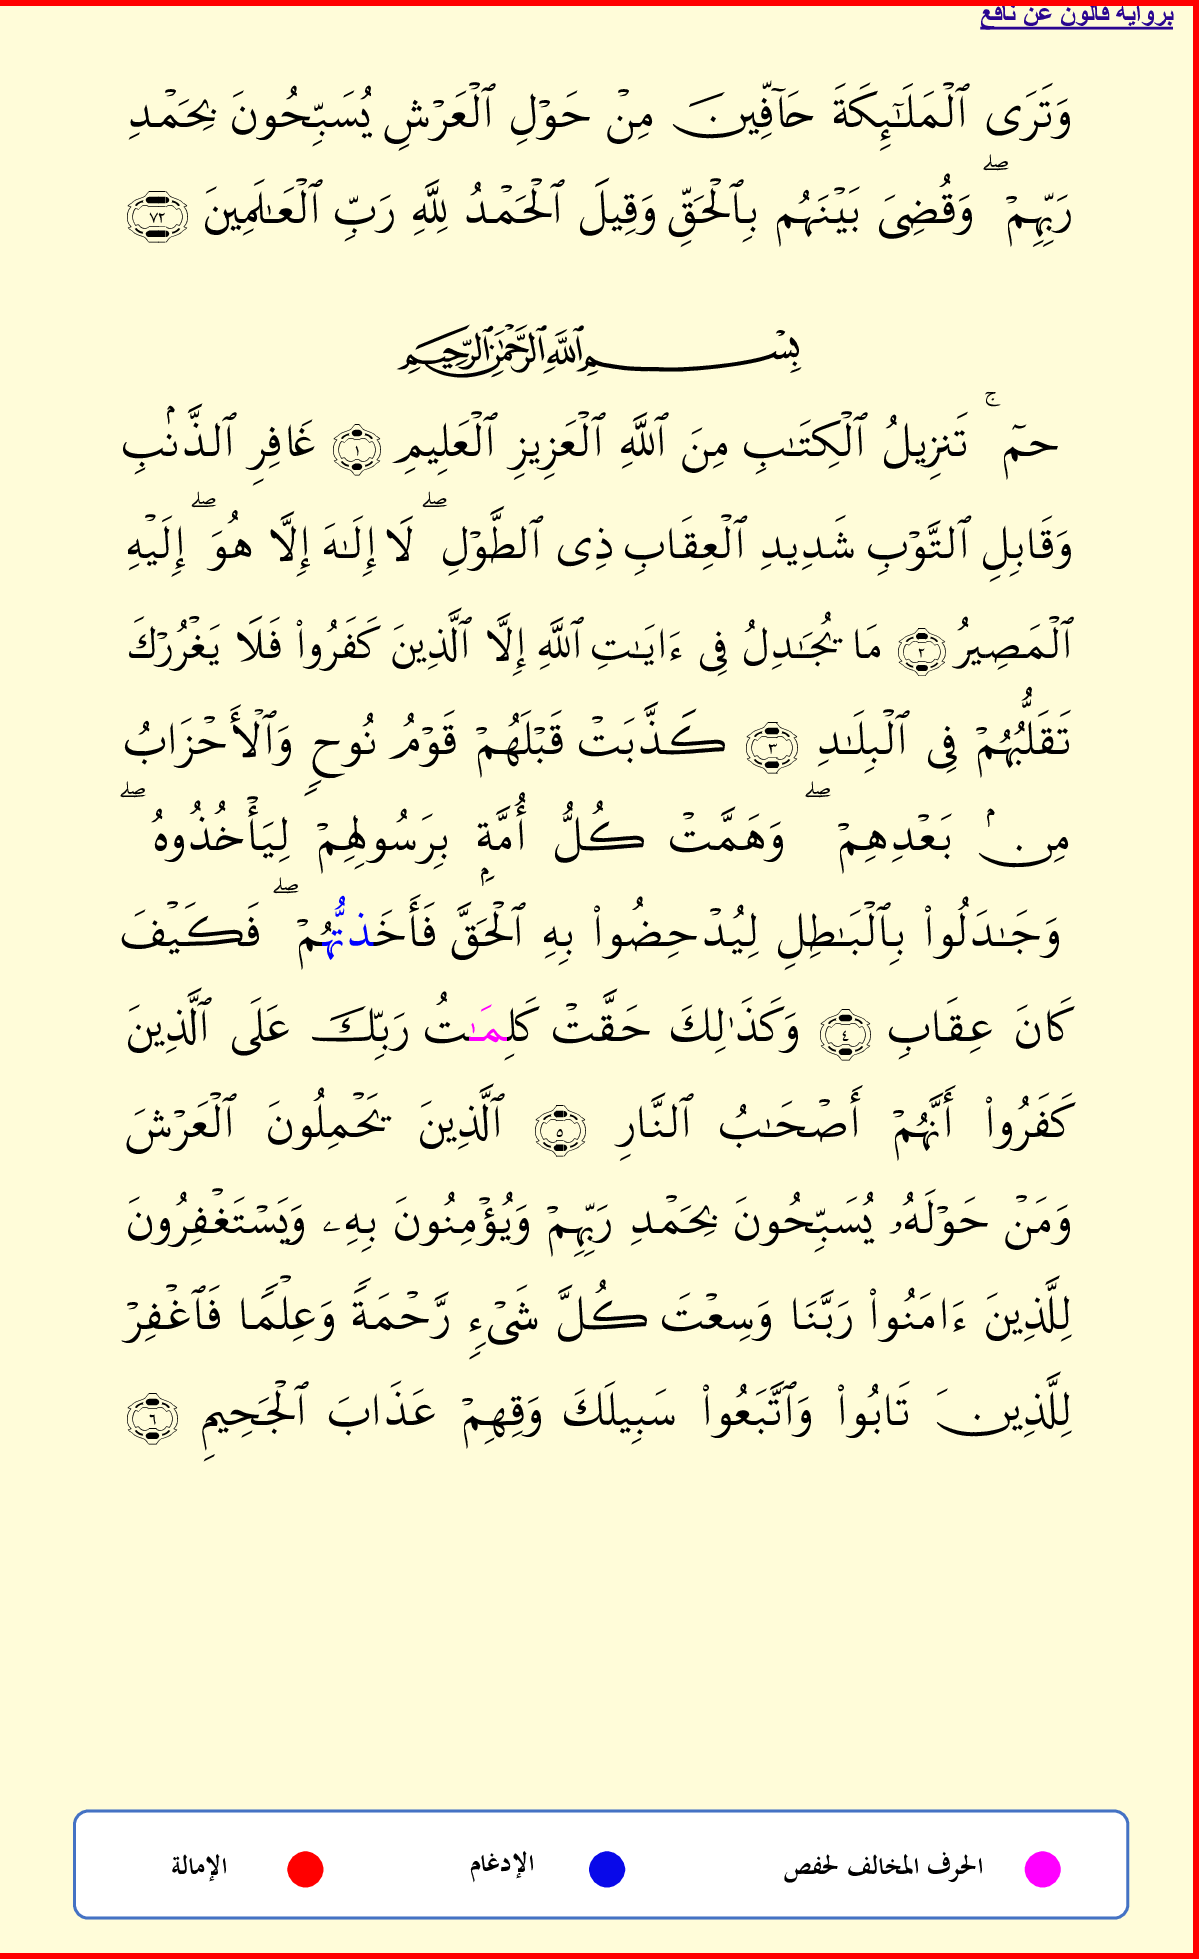 برواية قالون عن نافع
وَتَرَى ٱلْمَلَٰٓئِكَةَ حَآفِّينَ مِنْ حَوْلِ ٱلْعَرْشِ يُسَبِّحُونَ بِحَمْدِ
رَبِّهِمْ ۖ وَقُضِىَ بَيْنَهُم بِٱلْحَقِّ وَقِيلَ ٱلْحَمْدُ لِلَّهِ رَبِّ ٱلْعَٰلَمِينَ ٧٢
بِسْمِ ٱللَّهِ ٱلرَّحْمَٰنِ ٱلرَّحِيمِ
حمٓ ۚ تَنزِيلُ ٱلْكِتَٰبِ مِنَ ٱللَّهِ ٱلْعَزِيزِ ٱلْعَلِيمِ ١ غَافِرِ ٱلذَّنۢبِ
وَقَابِلِ ٱلتَّوْبِ شَدِيدِ ٱلْعِقَابِ ذِى ٱلطَّوْلِ ۖ لَا إِلَٰهَ إِلَّا هُوَ ۖ إِلَيْهِ
ٱلْمَصِيرُ ٢ مَا يُجَٰدِلُ فِى ءَايَٰتِ ٱللَّهِ إِلَّا ٱلَّذِينَ كَفَرُوا۟ فَلَا يَغْرُرْكَ
تَقَلُّبُهُمْ فِى ٱلْبِلَٰدِ ٣ كَذَّبَتْ قَبْلَهُمْ قَوْمُ نُوحٍ وَٱلْأَحْزَابُ
مِنۢ بَعْدِهِمْ ۖ وَهَمَّتْ كُلُّ أُمَّةٍۭ بِرَسُولِهِمْ لِيَأْخُذُوهُ ۖ
وَجَٰدَلُوا۟ بِٱلْبَٰطِلِ لِيُدْحِضُوا۟ بِهِ ٱلْحَقَّ فَأَخَذتُّهُمْ ۖ فَكَيْفَ
كَانَ عِقَابِ ٤ وَكَذَٰلِكَ حَقَّتْ كَلِمَٰتُ رَبِّكَ عَلَى ٱلَّذِينَ
كَفَرُوا۟ أَنَّهُمْ أَصْحَٰبُ ٱلنَّارِ ٥ ٱلَّذِينَ يَحْمِلُونَ ٱلْعَرْشَ
وَمَنْ حَوْلَهُۥ يُسَبِّحُونَ بِحَمْدِ رَبِّهِمْ وَيُؤْمِنُونَ بِهِۦ وَيَسْتَغْفِرُونَ
لِلَّذِينَ ءَامَنُوا۟ رَبَّنَا وَسِعْتَ كُلَّ شَىْءٍ رَّحْمَةً وَعِلْمًا فَٱغْفِرْ
لِلَّذِينَ تَابُوا۟ وَٱتَّبَعُوا۟ سَبِيلَكَ وَقِهِمْ عَذَابَ ٱلْجَحِيمِ ٦
الحرف المخالف لحفص الإدغام الإمالة